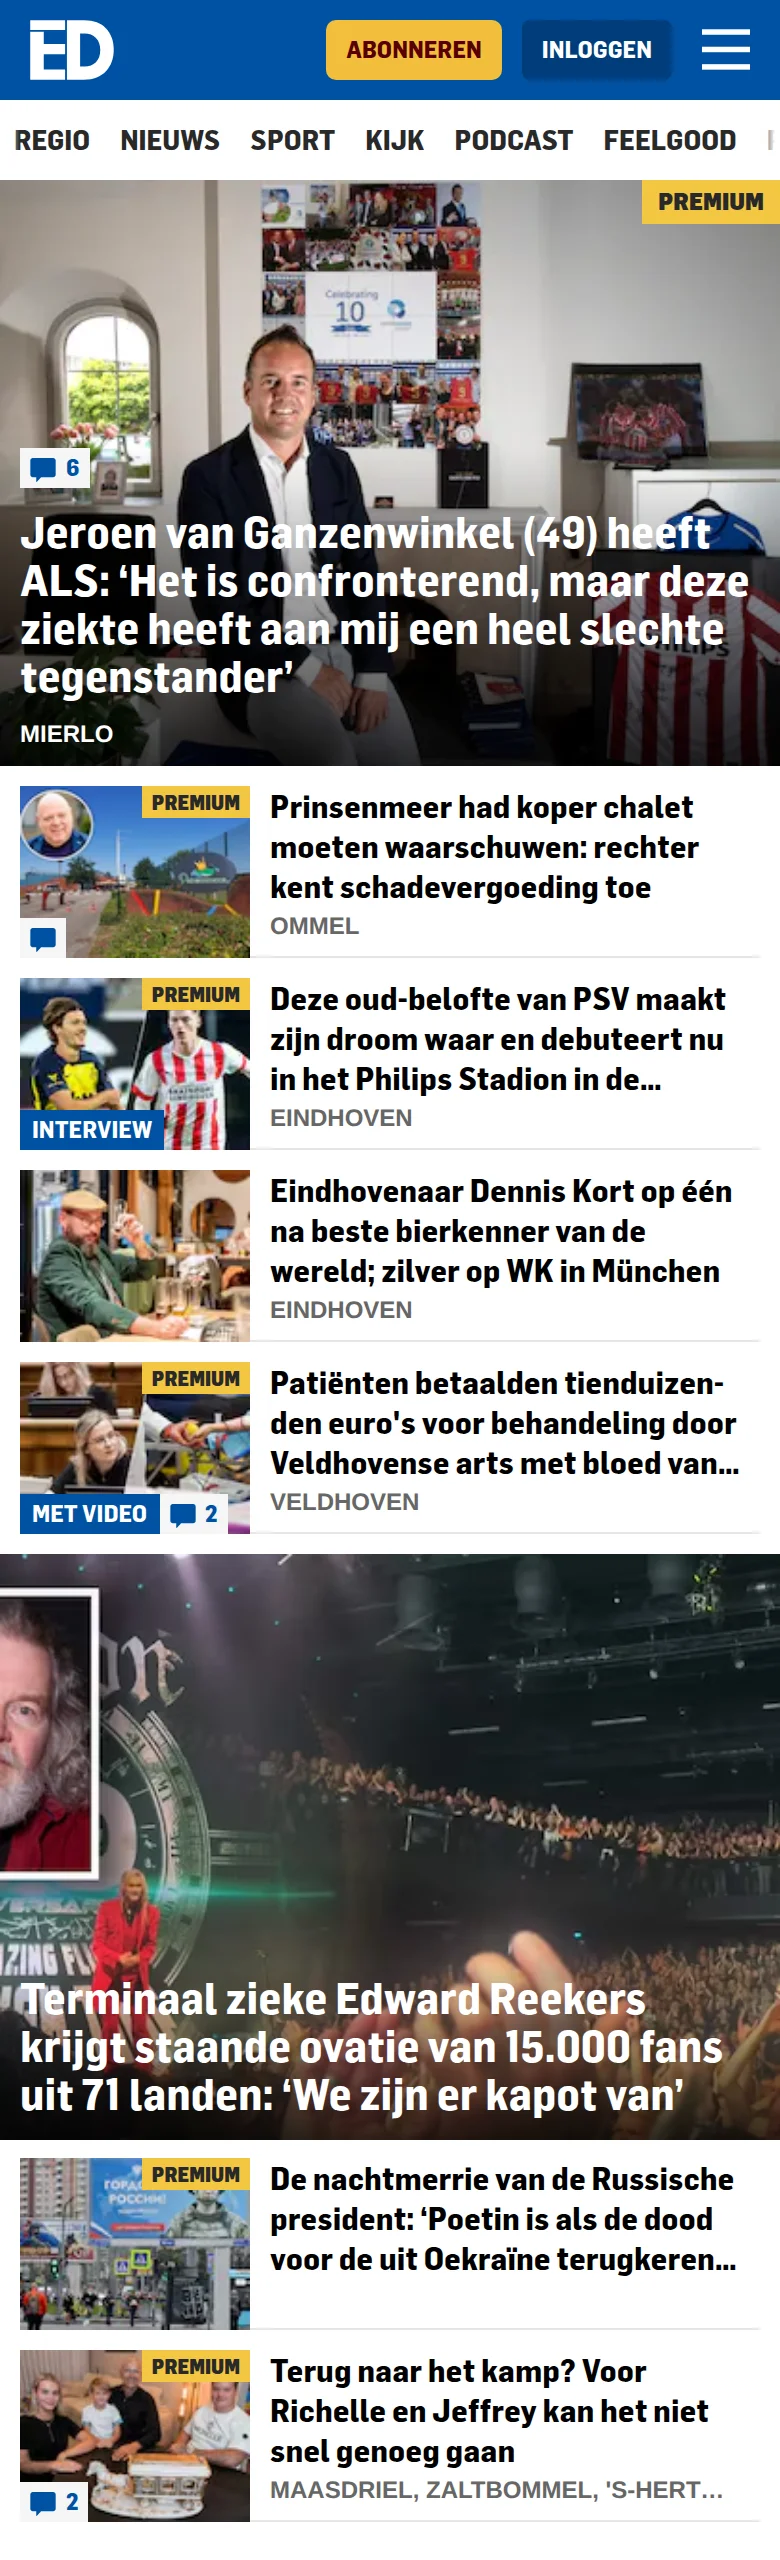 ED
ABONNEREN
INLOGGEN
REGIO NIEUWS SPORT KIJK PODCAST FEELGOOD
PREMIUM
Celebrating
10
6
Jeroen van Ganzenwinkel (49) heeft
ALS: ‘Het is confronterend, maar deze
ziekte heeft aan mij een heel slechte
tegenstander’
PHILIPS
MIERLO
PREMIUM
Prinsenmeer had koper chalet
moeten waarschuwen: rechter
kent schadevergoeding toe
OMMEL
PREMIUM
INTERVIEW
Deze oud-belofte van PSV maakt
zijn droom waar en debuteert nu
in het Philips Stadion in de...
EINDHOVEN
Eindhovenaar Dennis Kort op één
na beste bierkenner van de
wereld; zilver op WK in München
EINDHOVEN
PREMIUM
MET VIDEO
2
Patiënten betaalden tienduizen-
den euro's voor behandeling door
Veldhovense arts met bloed van...
VELDHOVEN
Terminaal zieke Edward Reekers
krijgt staande ovatie van 15.000 fans
uit 71 landen: ‘We zijn er kapot van’
PREMIUM
De nachtmerrie van de Russische
president: ‘Poetin is als de dood
voor de uit Oekraïne terugkeren...
PREMIUM
2
Terug naar het kamp? Voor
Richelle en Jeffrey kan het niet
snel genoeg gaan
MAASDRIEL, ZALTBOMMEL, 'S-HERT...